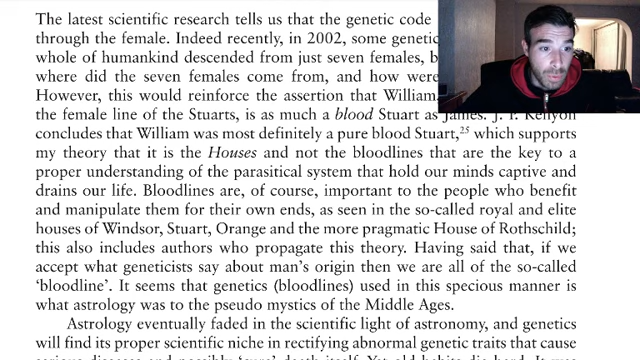 The latest scientific research tells us that the genetic code
through the female. Indeed recently, in 2002, some genetic
whole of humankind descended from just seven females, b
where did the seven females come from, and how were
However, this would reinforce the assertion that William,
the female line of the Stuarts, is as much a blood Stuart as James. J. P. Kenyon
concludes that William was most definitely a pure blood Stuart,25 which supports
my theory that it is the Houses and not the bloodlines that are the key to a
proper understanding of the parasitical system that hold our minds captive and
drains our life. Bloodlines are, of course, important to the people who benefit
and manipulate them for their own ends, as seen in the so-called royal and elite
houses of Windsor, Stuart, Orange and the more pragmatic House of Rothschild;
this also includes authors who propagate this theory. Having said that, if we
accept what geneticists say about man's origin then we are all of the so-called
'bloodline'. It seems that genetics (bloodlines) used in this specious manner is
what astrology was to the pseudo mystics of the Middle Ages.
Astrology eventually faded in the scientific light of astronomy, and genetics
will find its proper scientific niche in rectifying abnormal genetic traits that cause